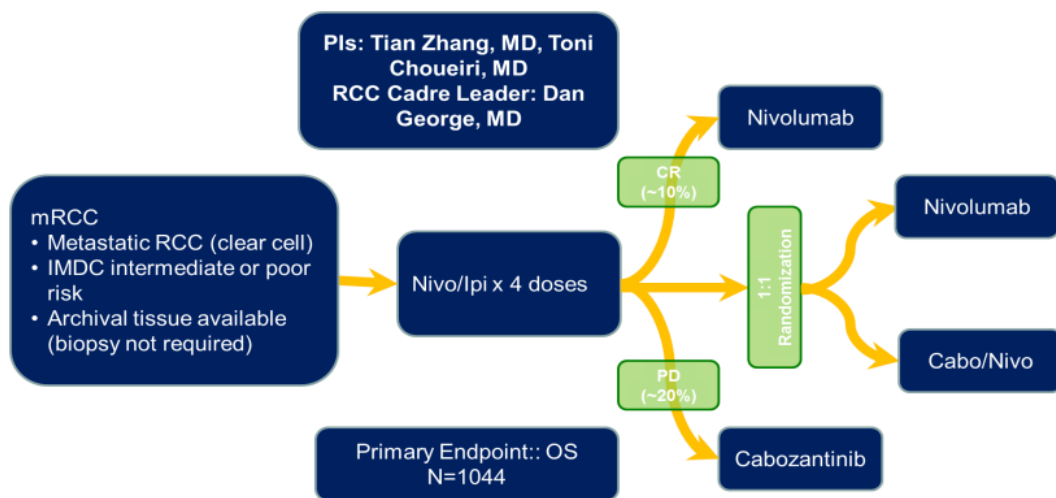 PIs: Tian Zhang, MD, Toni
Choueiri, MD
RCC Cadre Leader: Dan
George, MD
Nivolumab
CR
(~10%)
mRCC
• Metastatic RCC (clear cell)
• IMDC intermediate or poor
risk
• Archival tissue available
(biopsy not required)
Nivo/Ipi x 4 doses
1:1
Randomization
Nivolumab
Cabo/Nivo
PD
(~20%)
Cabozantinib
Primary Endpoint:: OS
N=1044